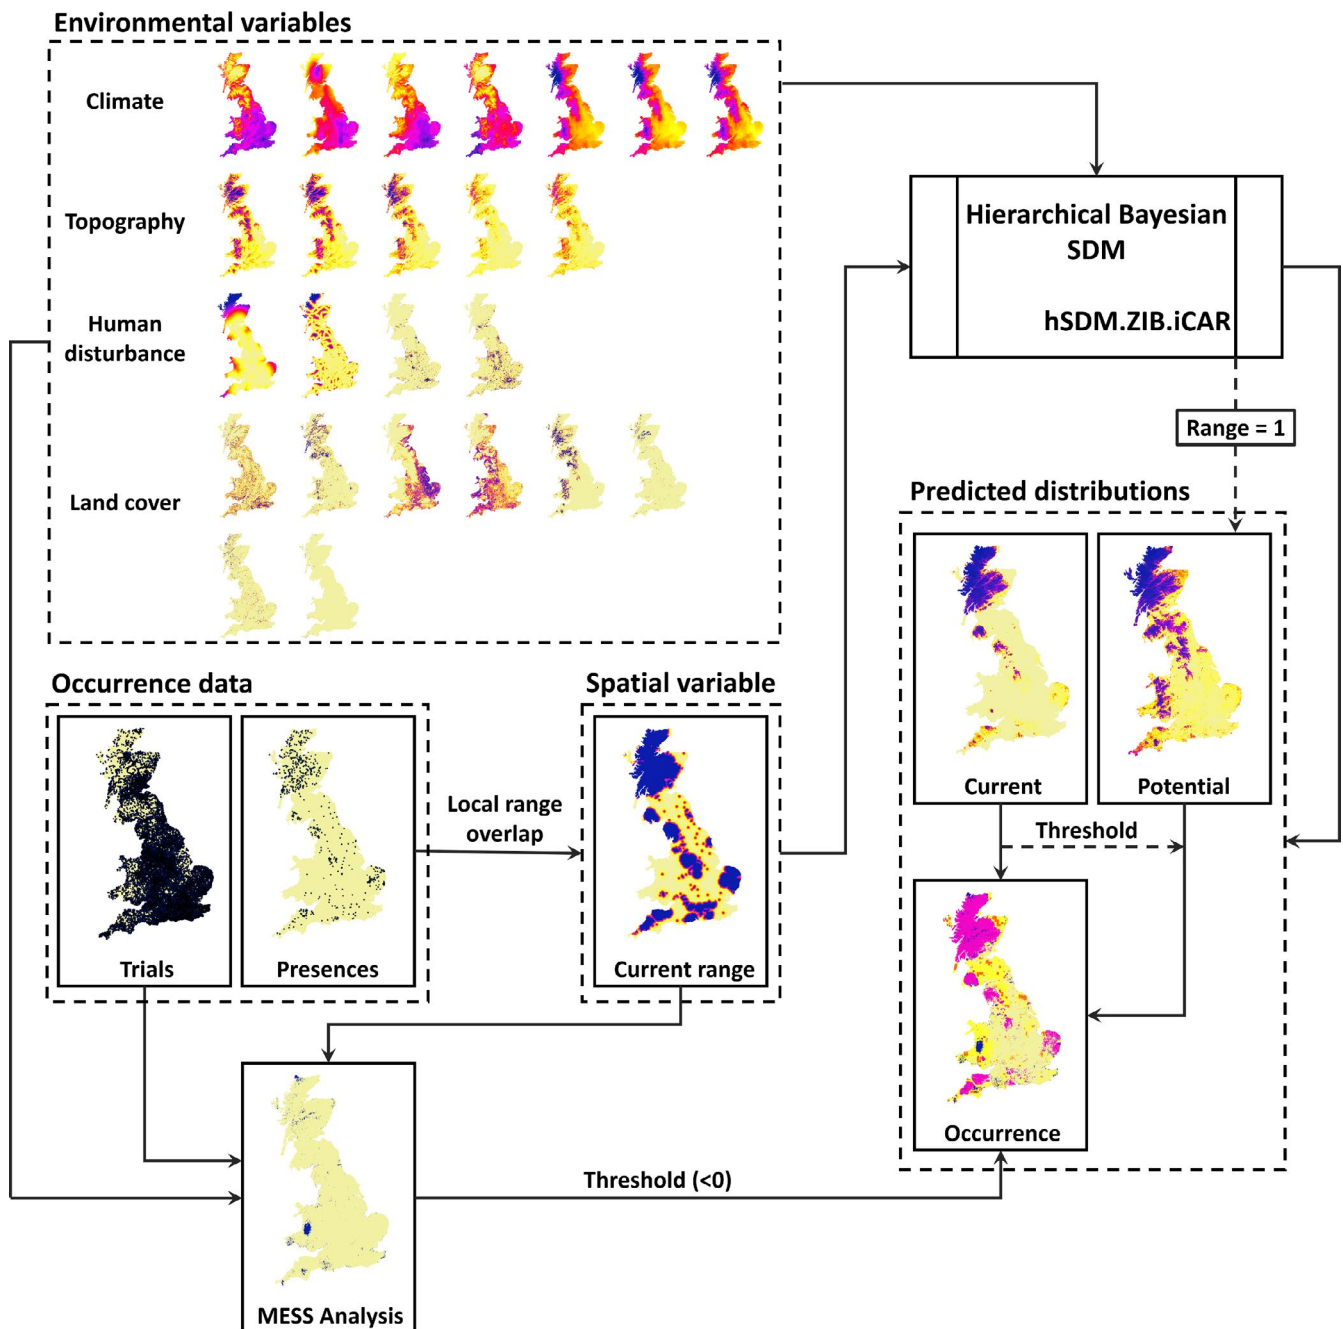 Environmental variables
Climate
Topography
Human
disturbance
Land cover
Hierarchical Bayesian
SDM
hSDM.ZIB.iCAR
Range = 1
Predicted distributions
Current
Potential
Threshold
Occurrence
Occurrence data
Trials
Presences
Local range
overlap
Spatial variable
Current range
MESS Analysis
Threshold (<0)